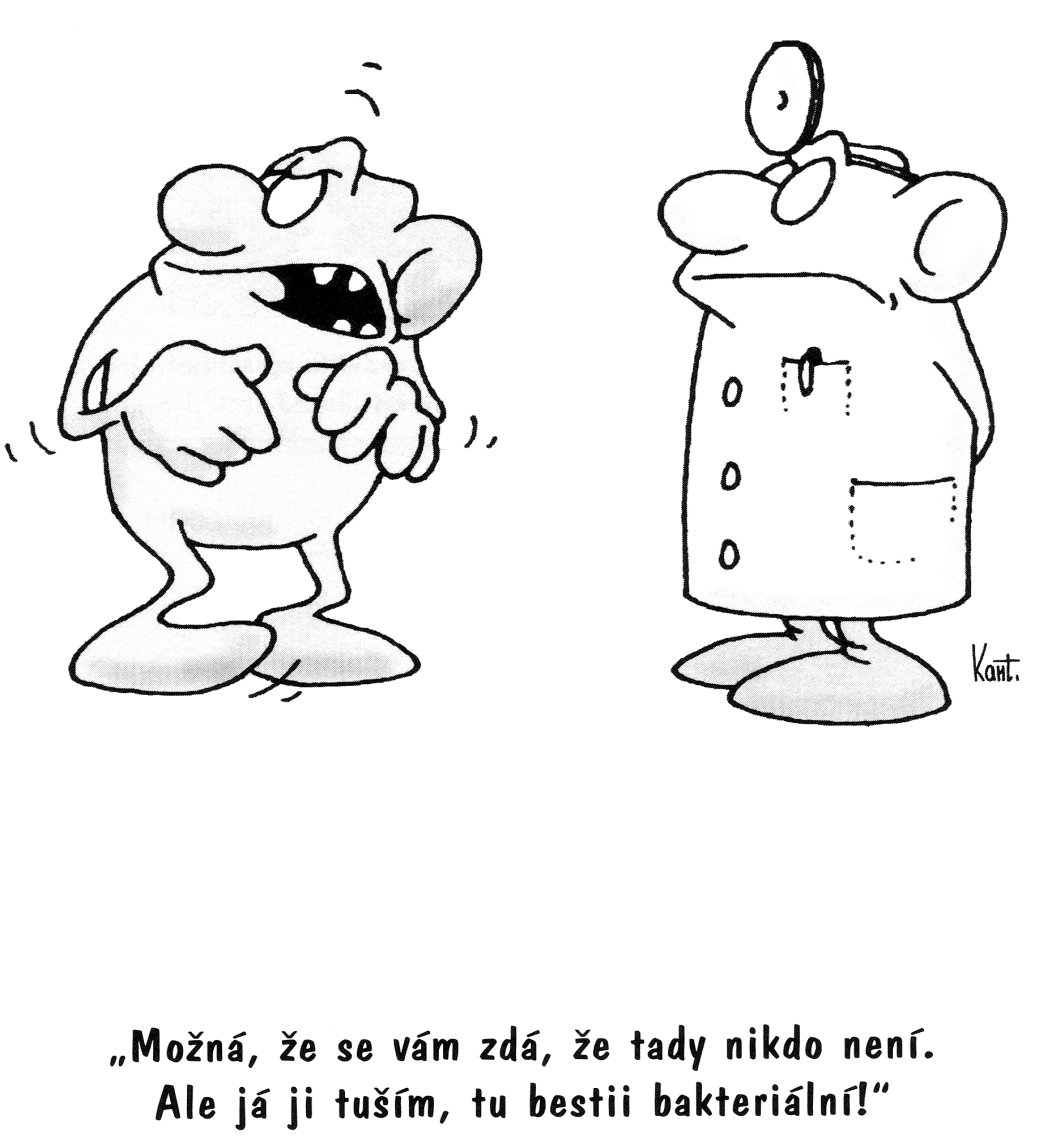 Kant.
„Možná, že se vám zdá, že tady nikdo není.
Ale já ji tuším, tu bestii bakteriální!“